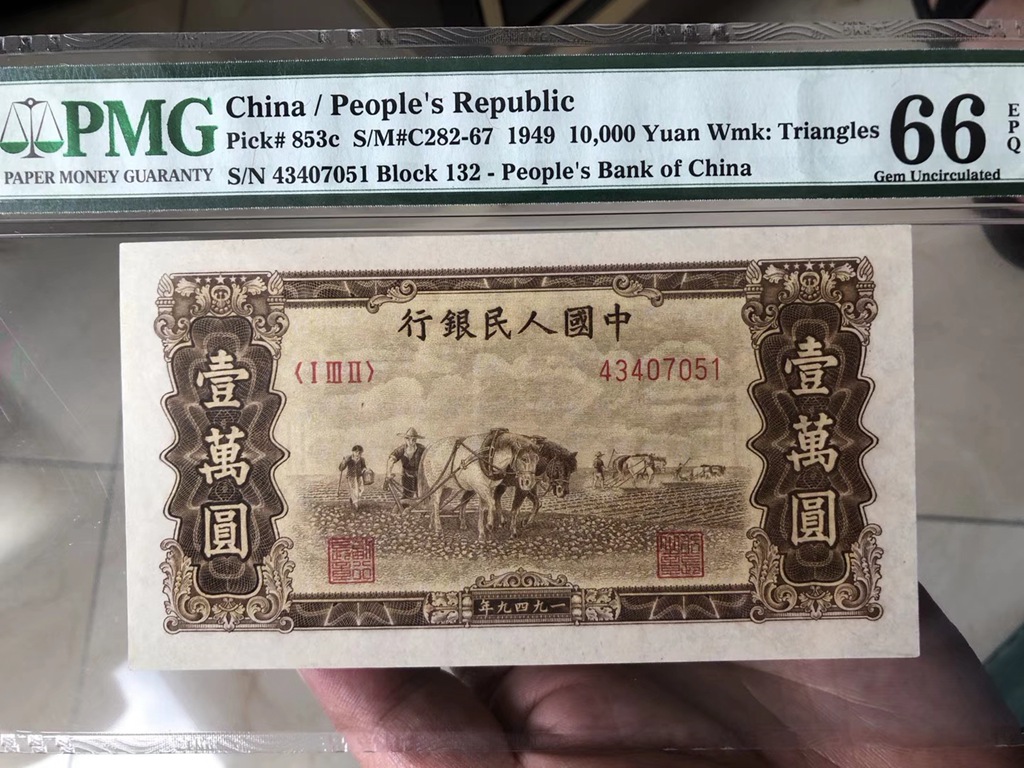 PMG
PAPER MONEY GUARANTY
China / People's Republic
Pick# 853c S/M#C282-67 1949 10,000 Yuan Wmk: Triangles
S/N 43407051 Block 132 - People's Bank of China
66
EPQ
Gem Uncirculated
行銀民人國中
〈I III II〉
43407051
壹萬圓
壹萬圓
年九四九一